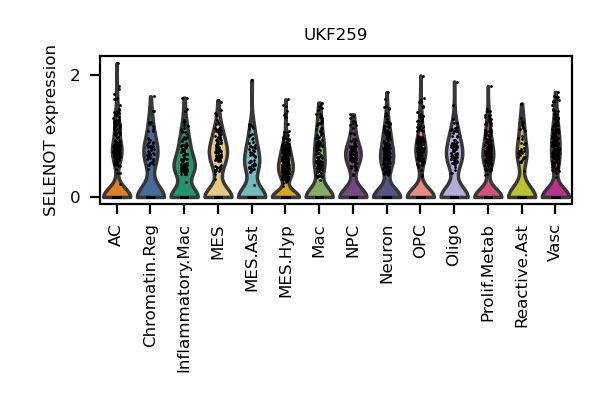 UKF259
SELENOT expression
2
0
AC
Chromatin.Reg
Inflammatory.Mac
MES
MES.Ast
MES.Hyp
Mac
NPC
Neuron
OPC
Oligo
Prolif.Metab
Reactive.Ast
Vasc